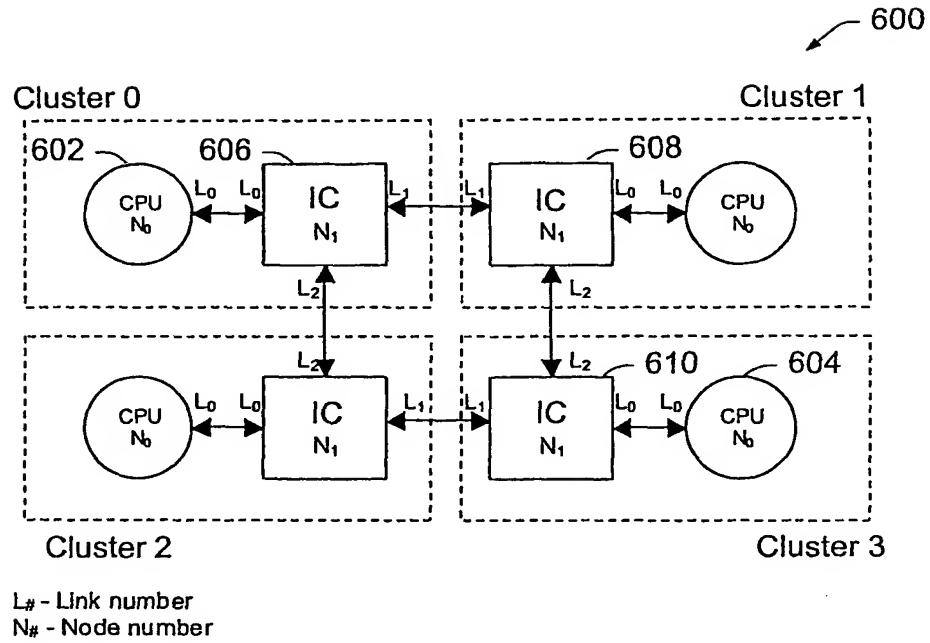 600
Cluster 0
Cluster 1
602
606
608
CPU
N₀
L₀
L₀
IC
N₁
L₁
L₁
IC
N₁
L₀
L₀
CPU
N₀
L₂
L₂
L₂
L₂
610
604
CPU
N₀
L₀
L₀
IC
N₁
L₁
L₁
IC
N₁
L₀
L₀
CPU
N₀
Cluster 2
Cluster 3
L# - Link number
N# - Node number